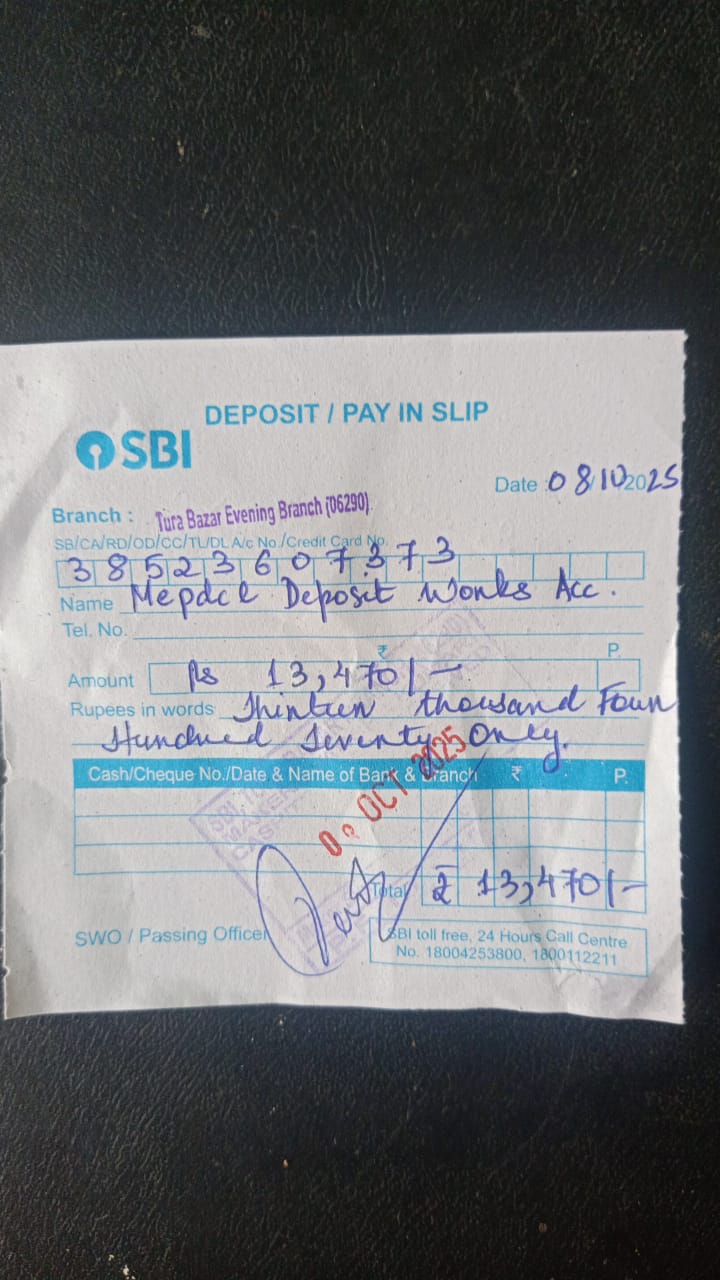 DEPOSIT / PAY IN SLIP
SBI
Date 08/10/2025
Branch : Tura Bazar Evening Branch (06290)
SB/CA/RD/OD/CC/TL/DL A/c No./Credit Card No.
38523607373
Name Mepdcl Deposit Works Acc.
Tel. No.
₹ P.
Amount Rs 13,470/-
Rupees in words Thirteen thousand Four
Hundred Seventy Only.
OCT 2025
Cash/Cheque No./Date & Name of Bank & Branch ₹ P.
Total ₹ 13,470/-
SWO / Passing Officer
SBI toll free, 24 Hours Call Centre
No. 18004253800, 1800112211